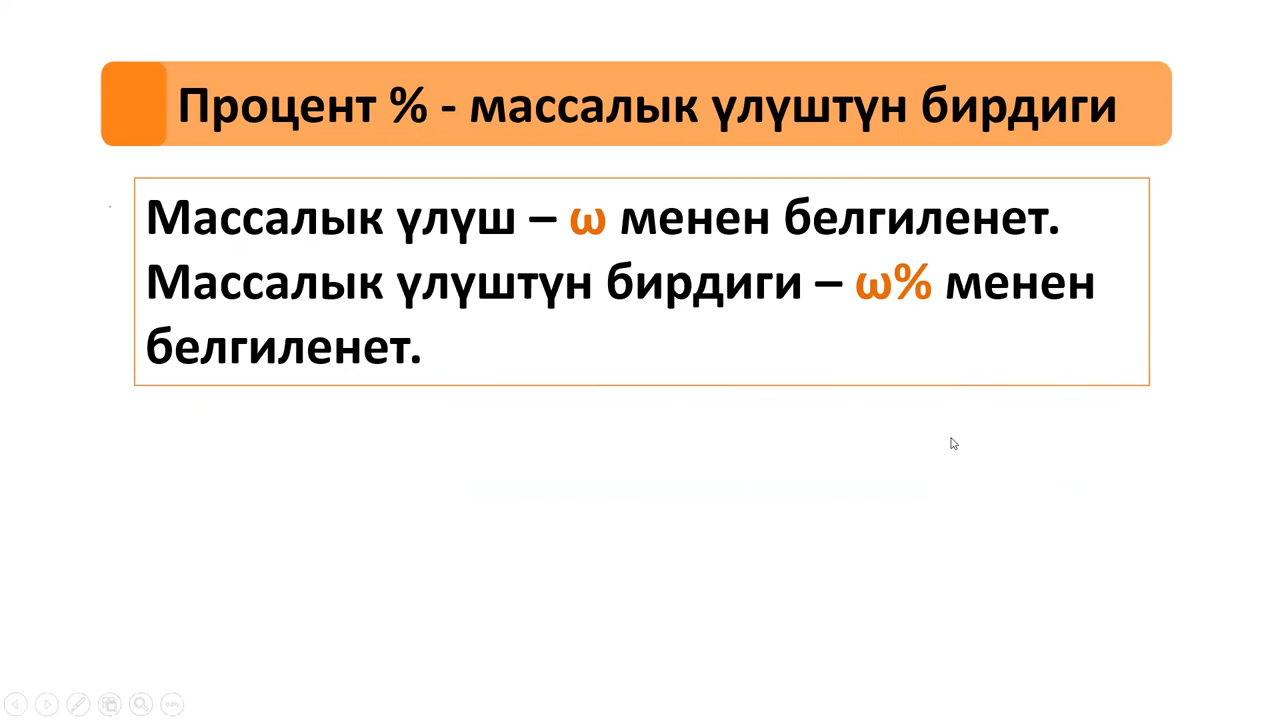 Процент % - массалык үлүштүн бирдиги
Массалык үлүш – ω менен белгиленет.
Массалык үлүштүн бирдиги – ω% менен
белгиленет.